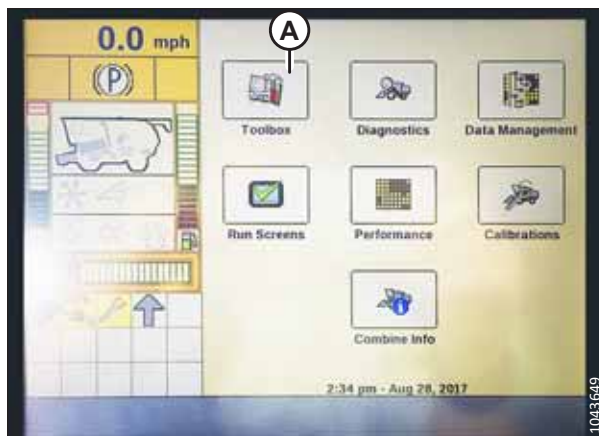 0.0 mph
A
(P)
Toolbox
Diagnostics
Data Management
Run Screens
Performance
Calibrations
Combine Info
2:34 pm - Aug 28, 2017
1043649